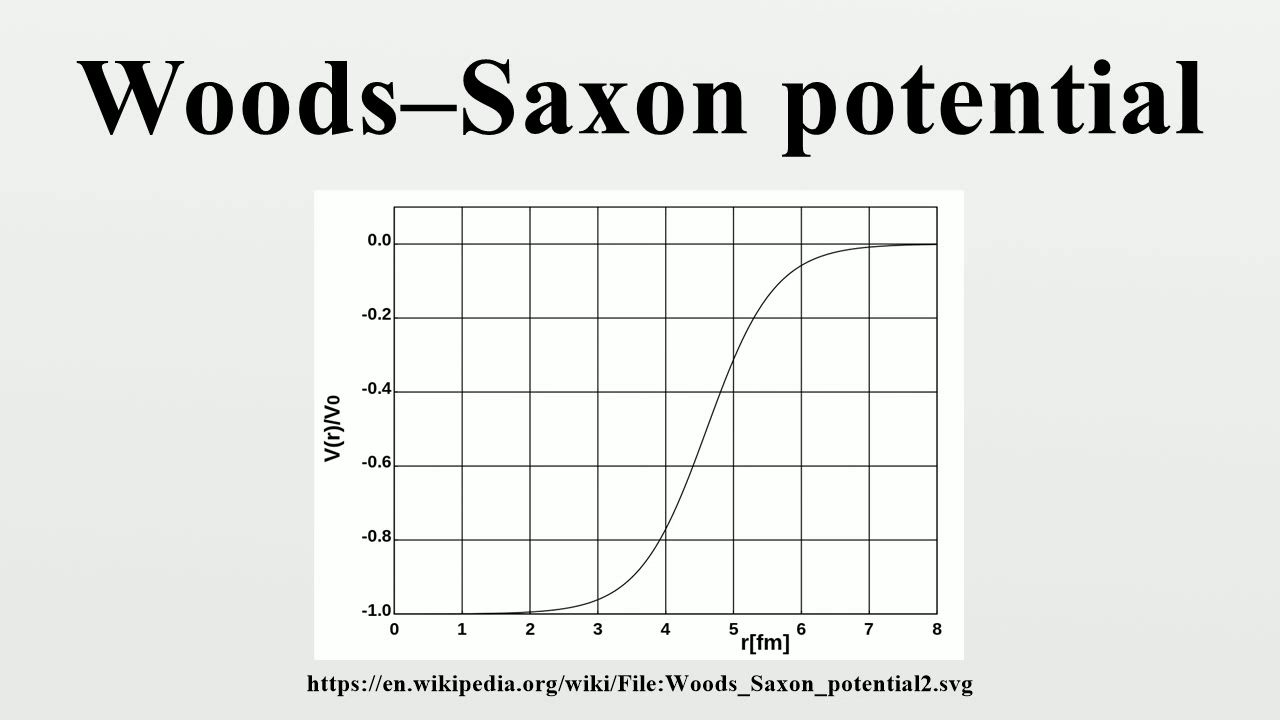 Woods–Saxon potential
0.0
-0.2
-0.4
V(r)/V0
-0.6
-0.8
-1.0
0 1 2 3 4 5 6 7 8
r[fm]
https://en.wikipedia.org/wiki/File:Woods_Saxon_potential2.svg